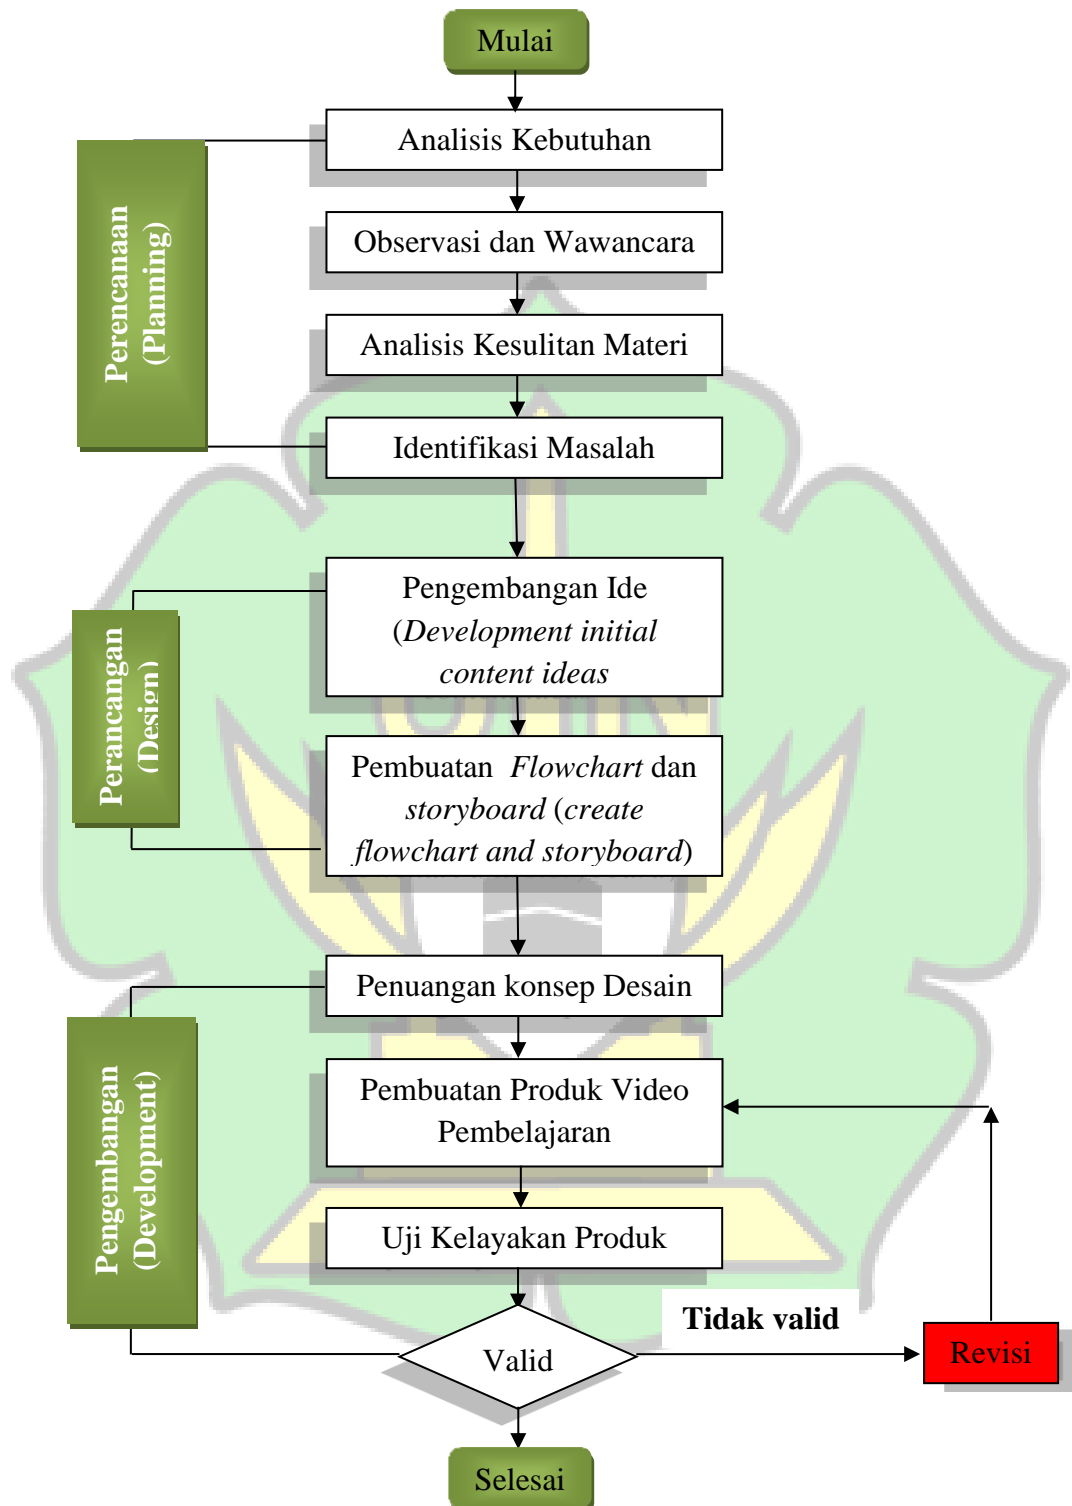 Mulai
Analisis Kebutuhan
Perencanaan
(Planning)
Observasi dan Wawancara
Analisis Kesulitan Materi
Identifikasi Masalah
Pengembangan Ide
(Development initial
content ideas
Perancangan
(Design)
Pembuatan Flowchart dan
storyboard (create
flowchart and storyboard)
Penuangan konsep Desain
Pengembangan
(Development)
Pembuatan Produk Video
Pembelajaran
Uji Kelayakan Produk
Tidak valid
Valid
Revisi
Selesai